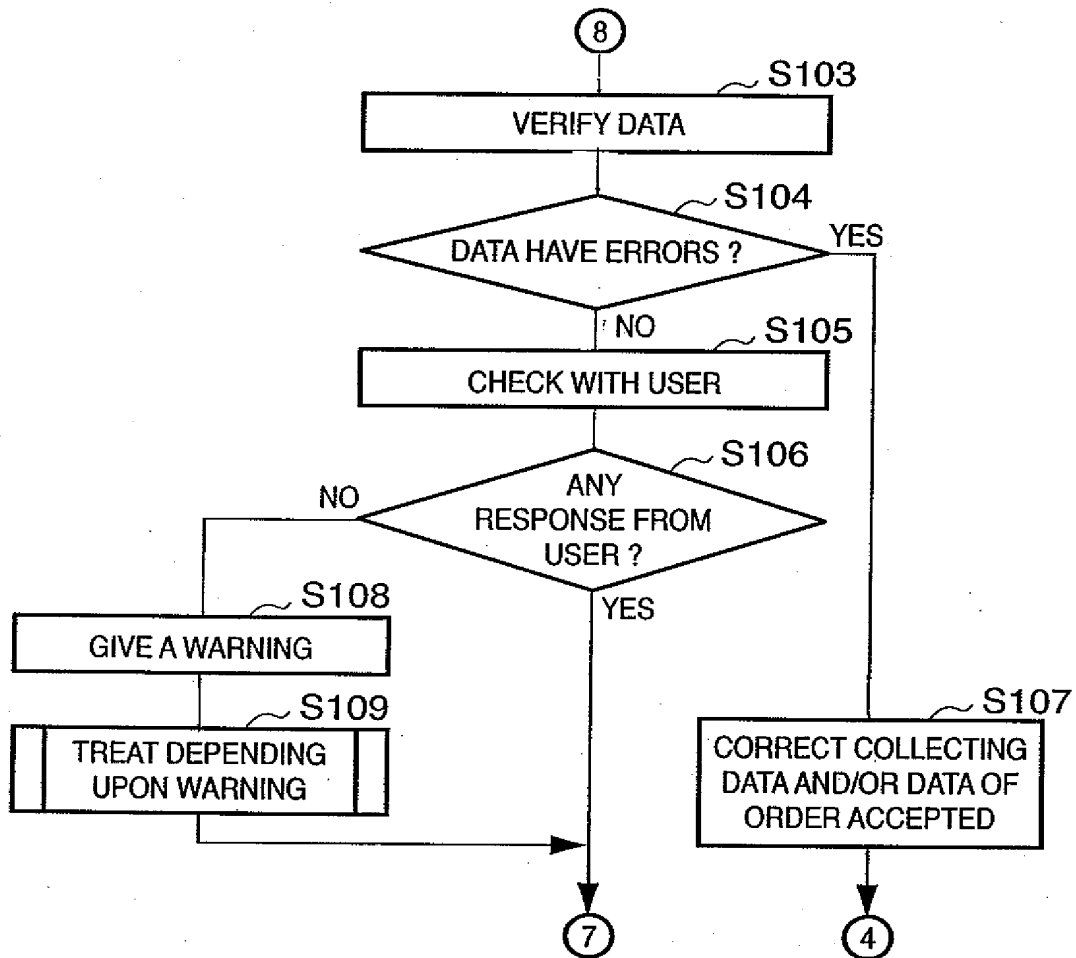 8
S103
VERIFY DATA
S104
DATA HAVE ERRORS ?
YES
NO
S105
CHECK WITH USER
S106
NO
ANY
RESPONSE FROM
USER ?
YES
S108
GIVE A WARNING
S109
TREAT DEPENDING
UPON WARNING
S107
CORRECT COLLECTING
DATA AND/OR DATA OF
ORDER ACCEPTED
7
4